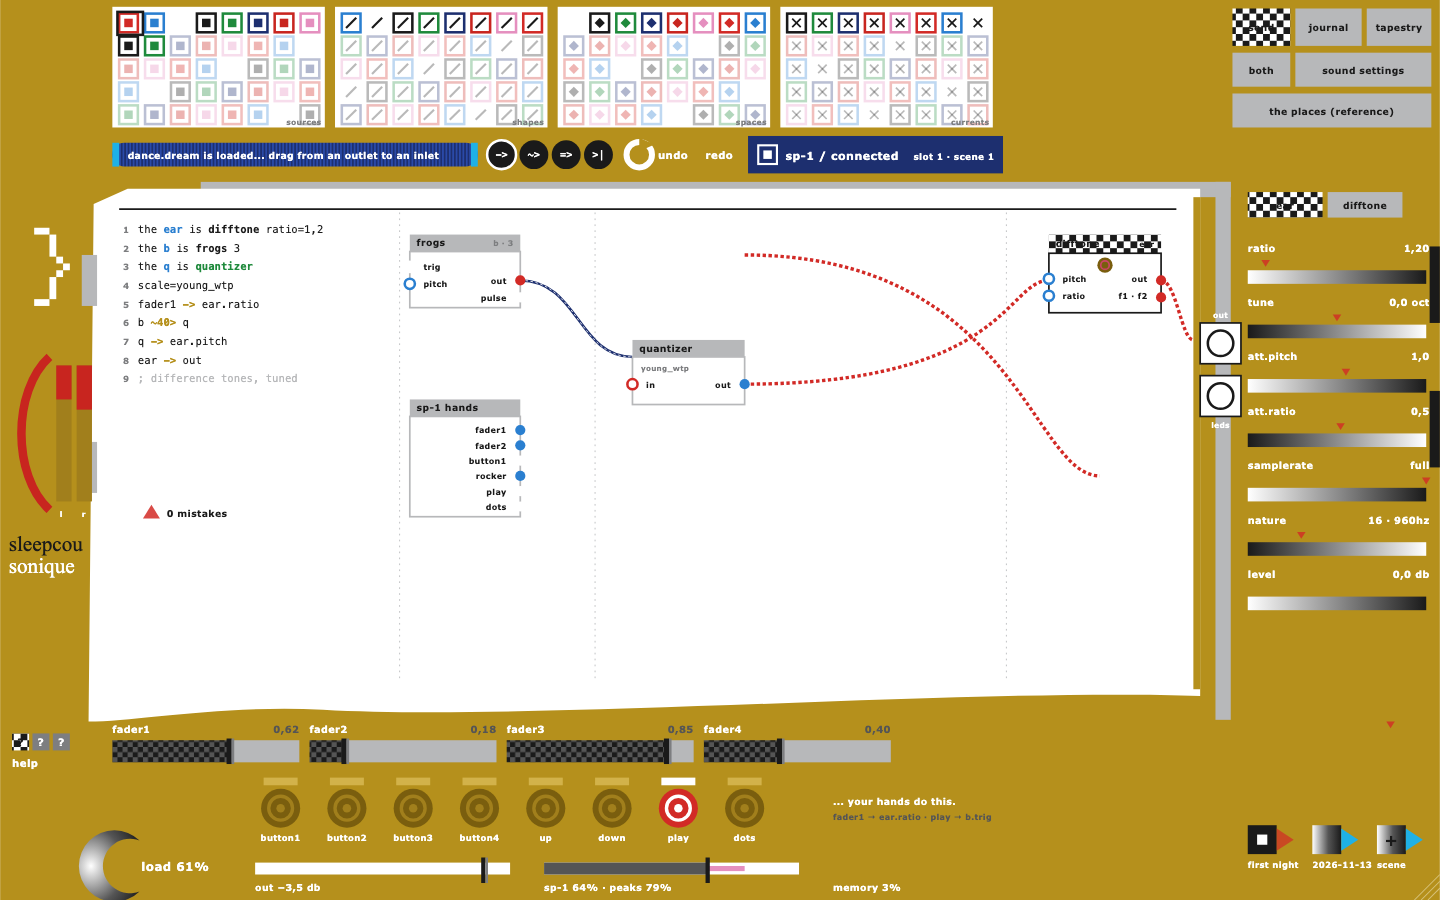 sources
shapes
spaces
currents
journal
tapestry
both
sound settings
the places (reference)
dance.dream is loaded... drag from an outlet to an inlet
->
~>
=>
>|
undo
redo
sp-1 / connected
slot 1 · scene 1
1 the ear is difftone ratio=1,2
2 the b is frogs 3
3 the q is quantizer
4 scale=young_wtp
5 fader1 -> ear.ratio
6 b ~40> q
7 q -> ear.pitch
8 ear -> out
9 ; difference tones, tuned
0 mistakes
frogs
b · 3
trig
pitch
out
pulse
sp-1 hands
fader1
fader2
button1
rocker
play
dots
quantizer
young_wtp
in
out
difftone
pitch
out
ratio
f1 · f2
out
leds
difftone
ratio 1,20
tune 0,0 oct
att.pitch 1,0
att.ratio 0,5
samplerate full
nature 16 · 960hz
level 0,0 db
l r
sleepcou
sonique
? ?
help
fader1 0,62
fader2 0,18
fader3 0,85
fader4 0,40
button1
button2
button3
button4
up
down
play
dots
... your hands do this.
fader1 → ear.ratio · play → b.trig
load 61%
out −3,5 db
sp-1 64% · peaks 79%
memory 3%
first night
2026-11-13
+
scene